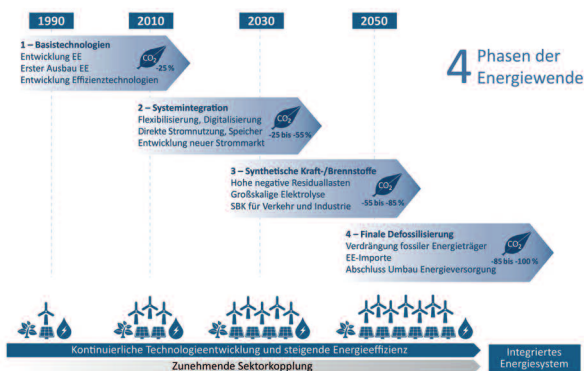 1990
2010
2030
2050
4 Phasen der
Energiewende
1 – Basistechnologien
Entwicklung EE
Erster Ausbau EE
Entwicklung Effizienztechnologien
CO2
-25 %
2 – Systemintegration
Flexibilisierung, Digitalisierung
Direkte Stromnutzung, Speicher
Entwicklung neuer Strommarkt
CO2
-25 bis -55 %
3 – Synthetische Kraft-/Brennstoffe
Hohe negative Residuallasten
Großskalige Elektrolyse
SBK für Verkehr und Industrie
CO2
-55 bis -85 %
4 – Finale Defossilisierung
Verdrängung fossiler Energieträger
EE-Importe
Abschluss Umbau Energieversorgung
CO2
-85 bis -100 %
Kontinuierliche Technologieentwicklung und steigende Energieeffizienz
Zunehmende Sektorkopplung
Integriertes
Energiesystem